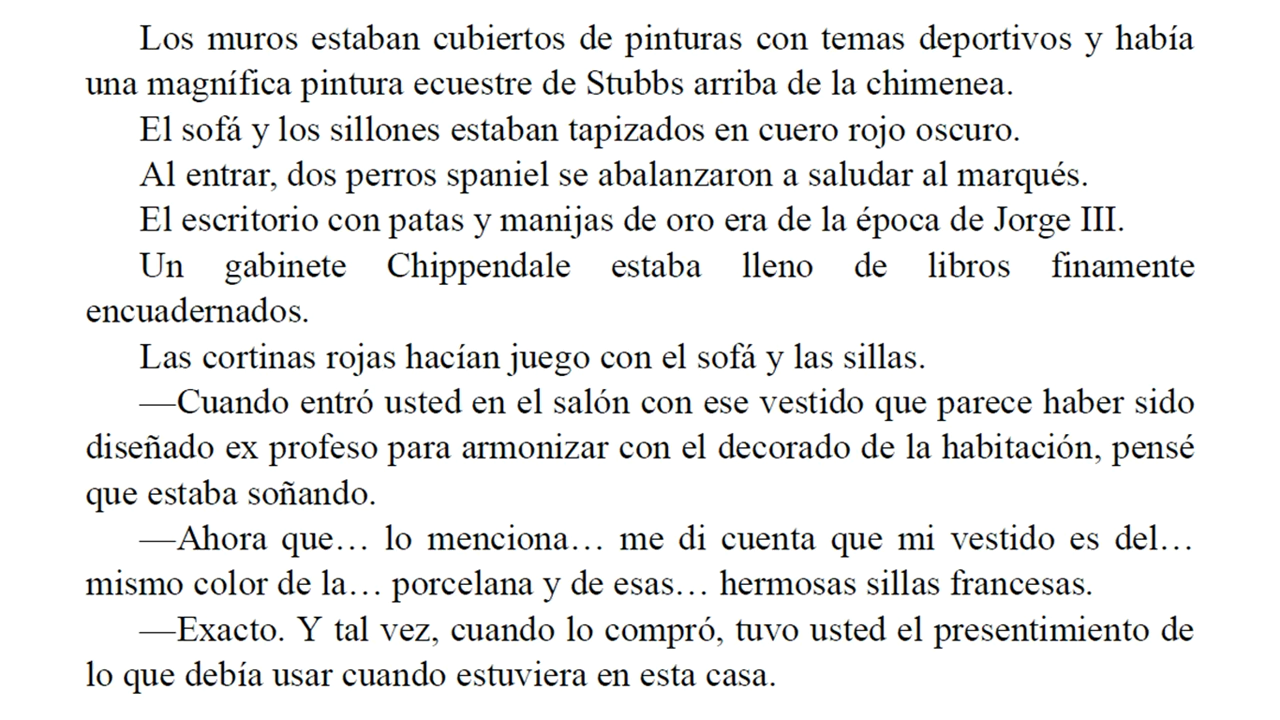 Los muros estaban cubiertos de pinturas con temas deportivos y había
una magnífica pintura ecuestre de Stubbs arriba de la chimenea.
El sofá y los sillones estaban tapizados en cuero rojo oscuro.
Al entrar, dos perros spaniel se abalanzaron a saludar al marqués.
El escritorio con patas y manijas de oro era de la época de Jorge III.
Un gabinete Chippendale estaba lleno de libros finamente
encuadernados.
Las cortinas rojas hacían juego con el sofá y las sillas.
—Cuando entró usted en el salón con ese vestido que parece haber sido
diseñado ex profeso para armonizar con el decorado de la habitación, pensé
que estaba soñando.
—Ahora que… lo menciona… me di cuenta que mi vestido es del…
mismo color de la… porcelana y de esas… hermosas sillas francesas.
—Exacto. Y tal vez, cuando lo compró, tuvo usted el presentimiento de
lo que debía usar cuando estuviera en esta casa.